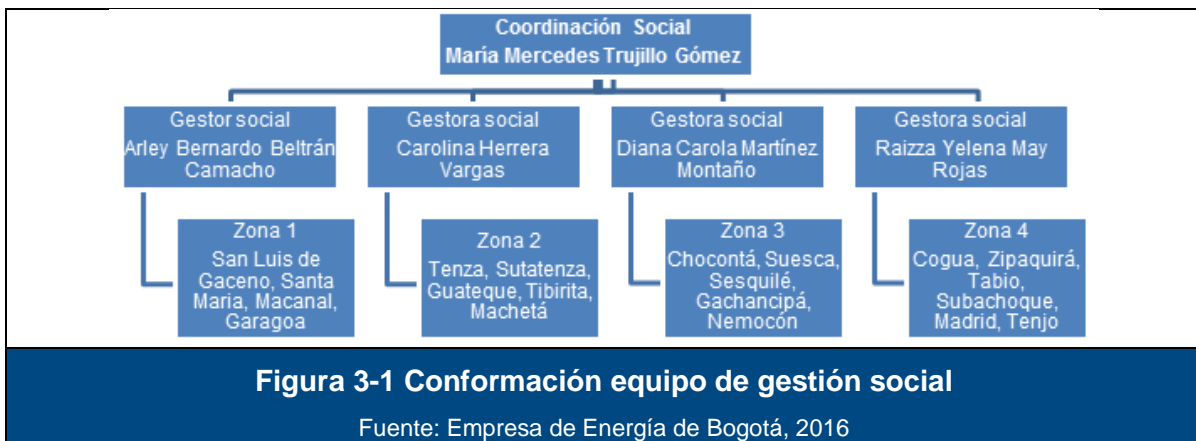 Coordinación Social
María Mercedes Trujillo Gómez
Gestor social
Arley Bernardo Beltrán
Camacho
Gestora social
Carolina Herrera
Vargas
Gestora social
Diana Carola Martínez
Montaño
Gestora social
Raizza Yelena May
Rojas
Zona 1
San Luis de
Gaceno, Santa
Maria, Macanal,
Garagoa
Zona 2
Tenza, Sutatenza,
Guateque, Tibirita,
Machetá
Zona 3
Chocontá, Suesca,
Sesquilé,
Gachancipá,
Nemocón
Zona 4
Cogua, Zipaquirá,
Tabio,
Subachoque,
Madrid, Tenjo
Figura 3-1 Conformación equipo de gestión social
Fuente: Empresa de Energía de Bogotá, 2016